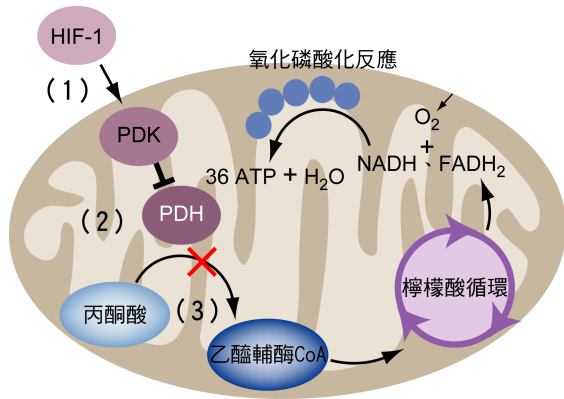 HIF-1
(1)
PDK
(2)
PDH
丙酮酸
(3)
乙醯輔酶CoA
檸檬酸循環
O₂
+
NADH、FADH₂
氧化磷酸化反應
36 ATP + H₂O